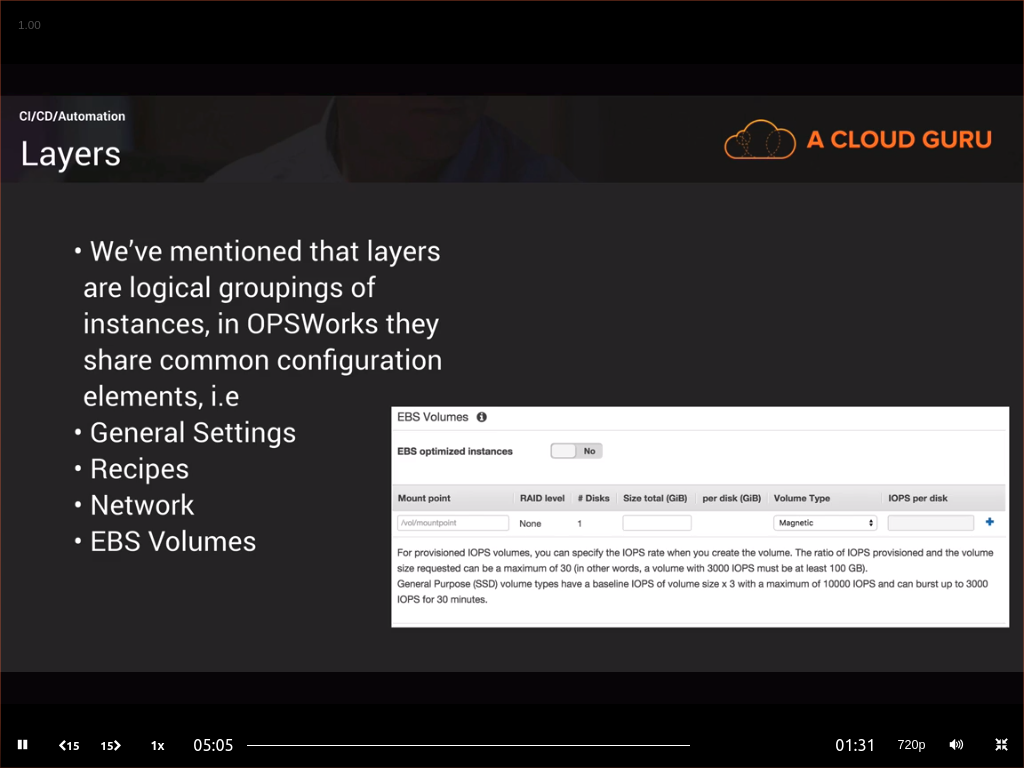 1.00
CI/CD/Automation
Layers
A CLOUD GURU
• We’ve mentioned that layers
are logical groupings of
instances, in OPSWorks they
share common configuration
elements, i.e
• General Settings
• Recipes
• Network
• EBS Volumes
EBS Volumes
EBS optimized instances No
Mount point RAID level # Disks Size total (GiB) per disk (GiB) Volume Type IOPS per disk
/vol/mountpoint None 1 Magnetic
For provisioned IOPS volumes, you can specify the IOPS rate when you create the volume. The ratio of IOPS provisioned and the volume
size requested can be a maximum of 30 (in other words, a volume with 3000 IOPS must be at least 100 GB).
General Purpose (SSD) volume types have a baseline IOPS of volume size x 3 with a maximum of 10000 IOPS and can burst up to 3000
IOPS for 30 minutes.
15 15 1x 05:05 01:31 720p